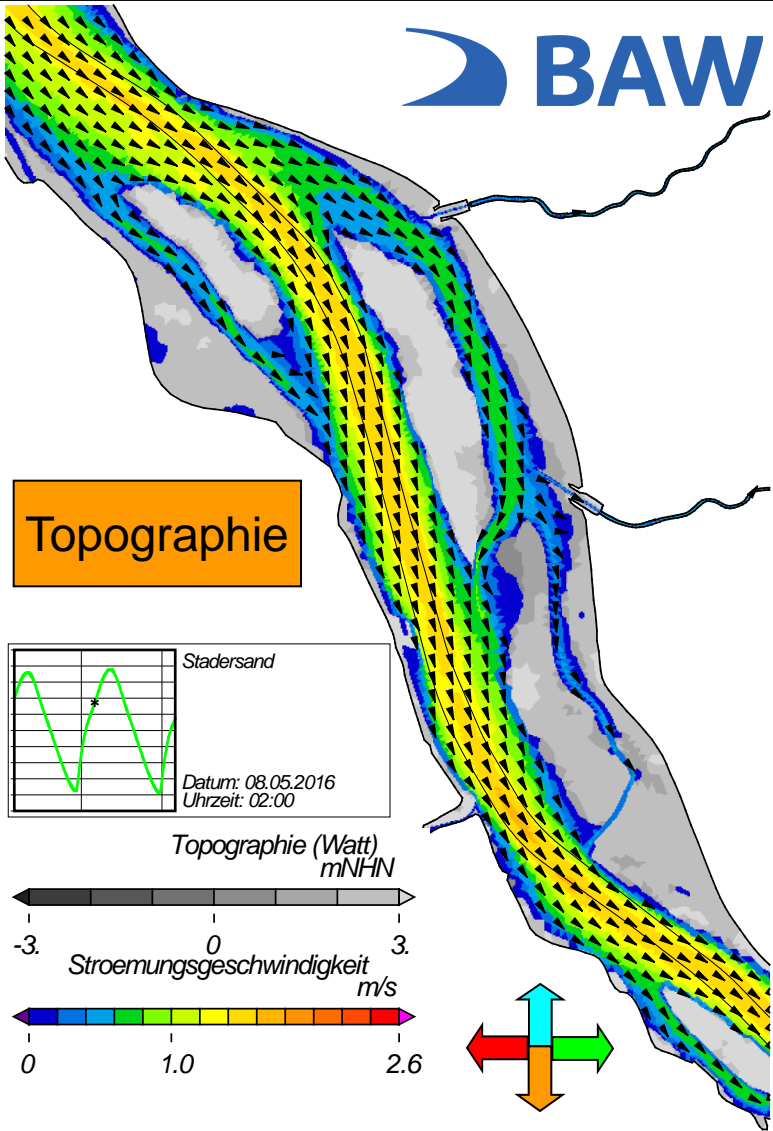 BAW
Topographie
Stadersand
Datum: 08.05.2016
Uhrzeit: 02:00
Topographie (Watt)
mNHN
-3. 0 3.
Stroemungsgeschwindigkeit
m/s
0 1.0 2.6